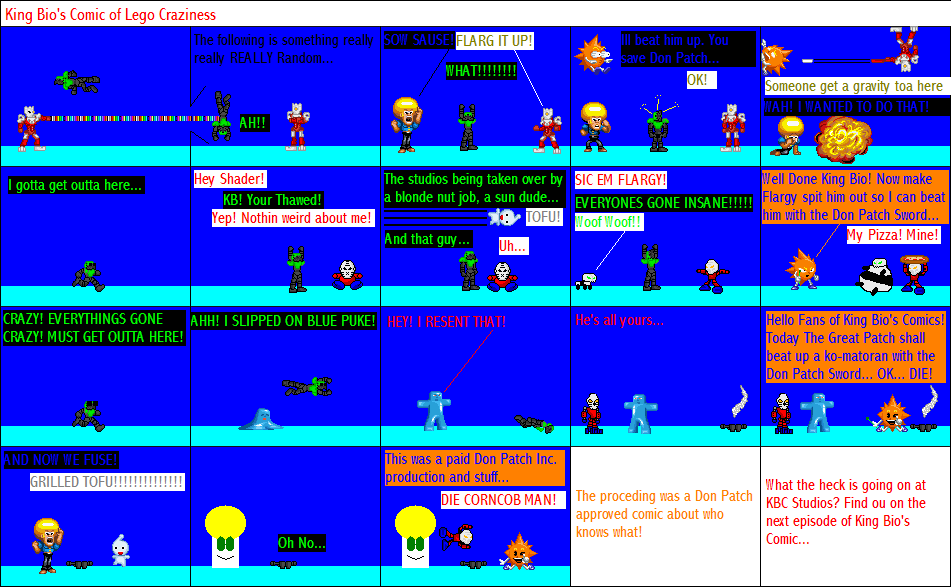 King Bio's Comic of Lego Craziness
AH!!
The following is something really
really REALLY Random...
SOW SAUSE!
FLARG IT UP!
WHAT!!!!!!!!
I'll beat him up. You
save Don Patch...
OK!
Someone get a gravity toa here
WAH! I WANTED TO DO THAT!
I gotta get outta here...
Hey Shader!
KB! Your Thawed!
Yep! Nothin weird about me!
The studios being taken over by
a blonde nut job, a sun dude...
TOFU!
And that guy...
Uh...
SIC EM FLARGY!
EVERYONES GONE INSANE!!!!!
Woof Woof!!
Well Done King Bio! Now make
Flargy spit him out so I can beat
him with the Don Patch Sword...
My Pizza! Mine!
CRAZY! EVERYTHINGS GONE
CRAZY! MUST GET OUTTA HERE!
AHH! I SLIPPED ON BLUE PUKE!
HEY! I RESENT THAT!
He's all yours...
Hello Fans of King Bio's Comics!
Today The Great Patch shall
beat up a ko-matoran with the
Don Patch Sword... OK... DIE!
AND NOW WE FUSE!
GRILLED TOFU!!!!!!!!!!!!!!
Oh No...
This was a paid Don Patch Inc.
production and stuff...
DIE CORNCOB MAN!
The proceding was a Don Patch
approved comic about who
knows what!
What the heck is going on at
KBC Studios? Find ou on the
next episode of King Bio's
Comic...